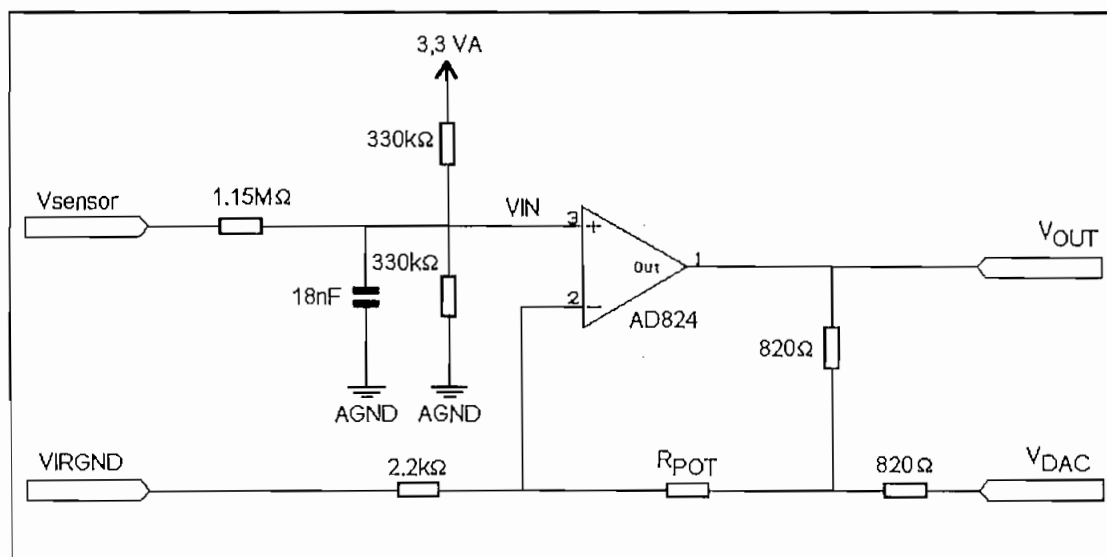 3,3 VA
330kΩ
Vsensor
1.15MΩ
VIN
3
+
VOUT
330kΩ
Out
1
18nF
2
−
AD824
820Ω
AGND
AGND
VIRGND
2.2kΩ
RPOT
820Ω
VDAC